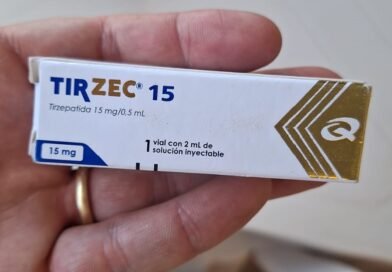 TIRZEC® 15
Tirzepatida 15 mg/0,5 mL
15 mg
1 vial con 2 mL de
solución inyectable